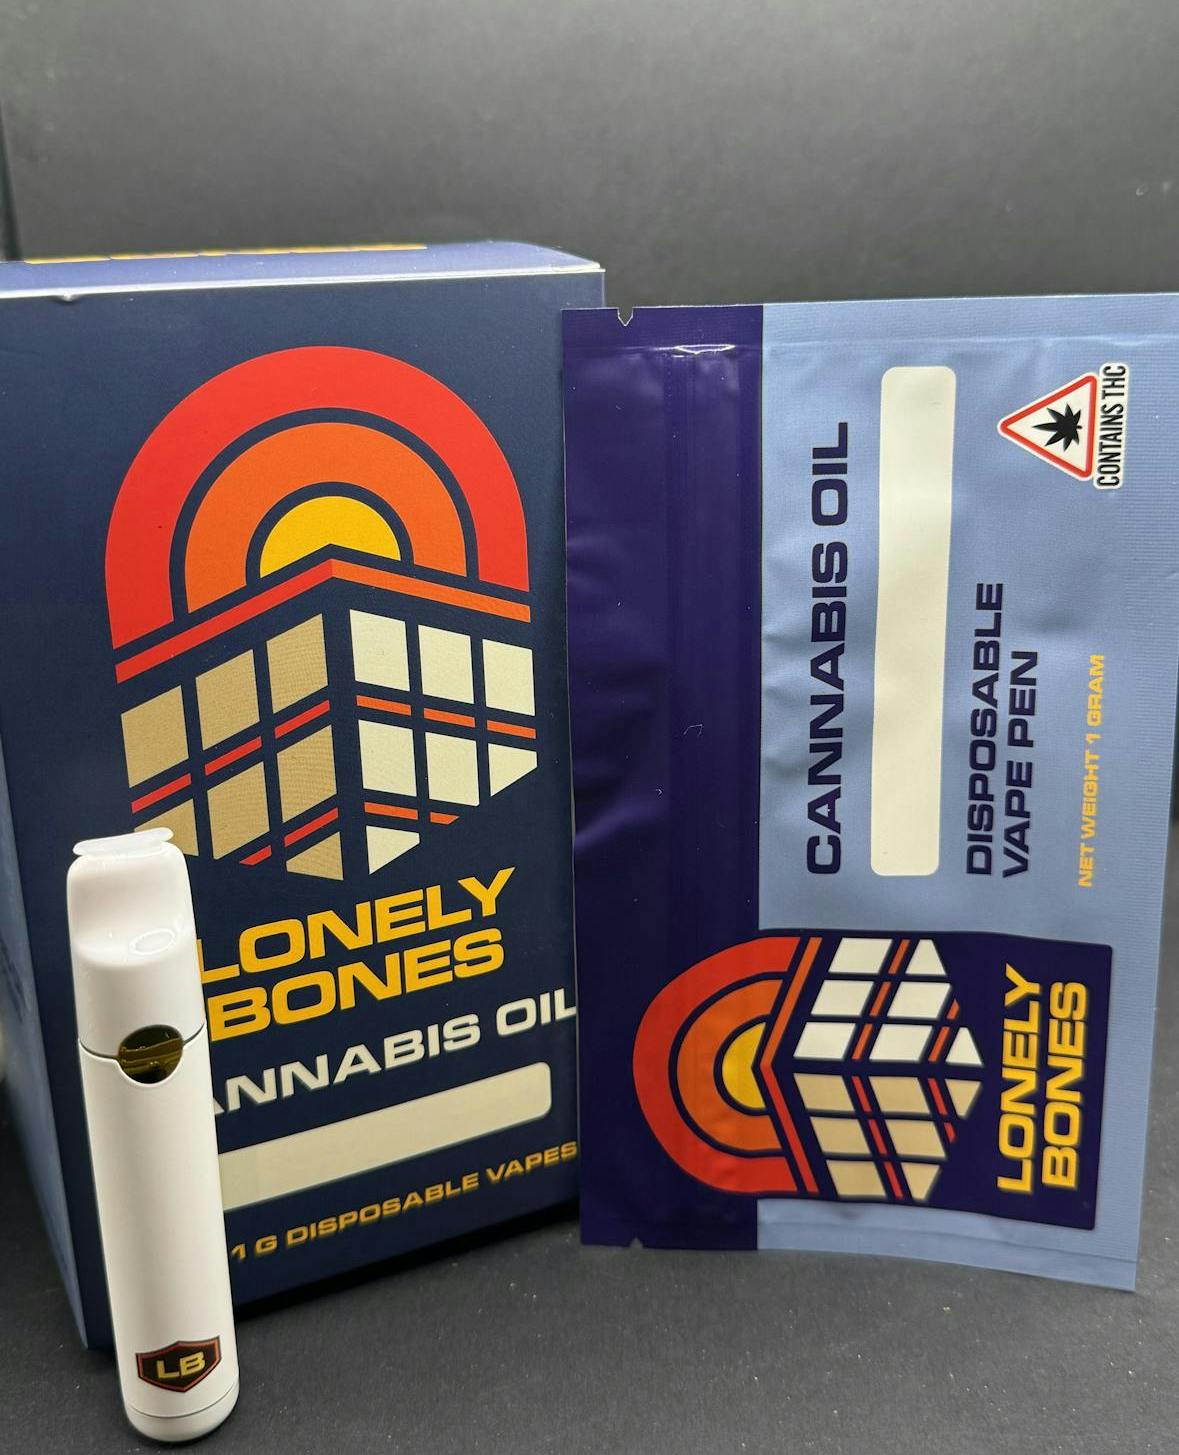 LONELY
BONES
CANNABIS OIL
1 G DISPOSABLE VAPES
LB
CANNABIS OIL
DISPOSABLE
VAPE PEN
NET WEIGHT 1 GRAM
CONTAINS THC
LONELY
BONES